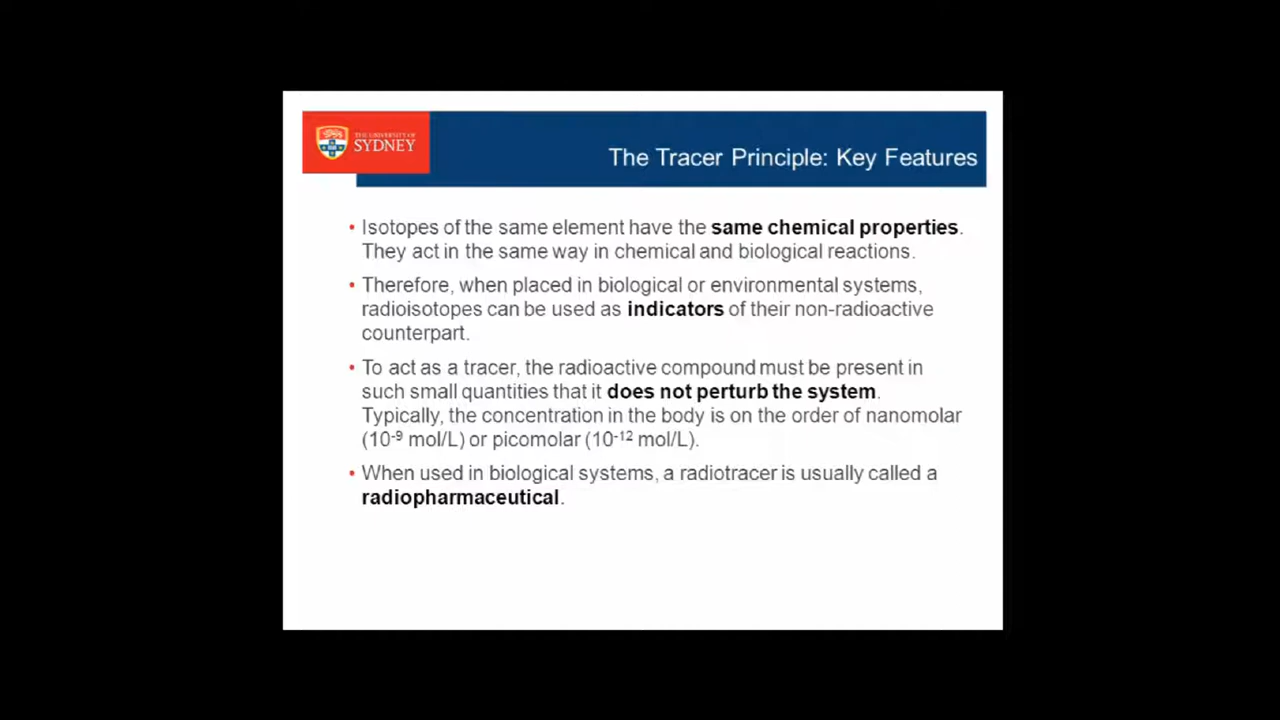 THE UNIVERSITY OF
SYDNEY
The Tracer Principle: Key Features
• Isotopes of the same element have the same chemical properties.
They act in the same way in chemical and biological reactions.
• Therefore, when placed in biological or environmental systems,
radioisotopes can be used as indicators of their non-radioactive
counterpart.
• To act as a tracer, the radioactive compound must be present in
such small quantities that it does not perturb the system.
Typically, the concentration in the body is on the order of nanomolar
(10⁻⁹ mol/L) or picomolar (10⁻¹² mol/L).
• When used in biological systems, a radiotracer is usually called a
radiopharmaceutical.